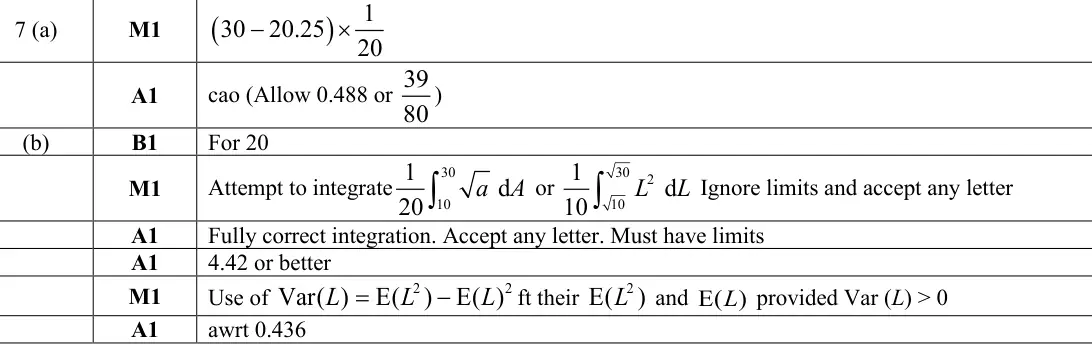 7 (a) M1 (30 − 20.25) × 1/20
A1 cao (Allow 0.488 or 39/80)
(b) B1 For 20
M1 Attempt to integrate 1/20 ∫₁₀³⁰ √a dA or 1/10 ∫_√10^√30 L² dL Ignore limits and accept any letter
A1 Fully correct integration. Accept any letter. Must have limits
A1 4.42 or better
M1 Use of Var(L) = E(L²) − E(L)² ft their E(L²) and E(L) provided Var (L) > 0
A1 awrt 0.436